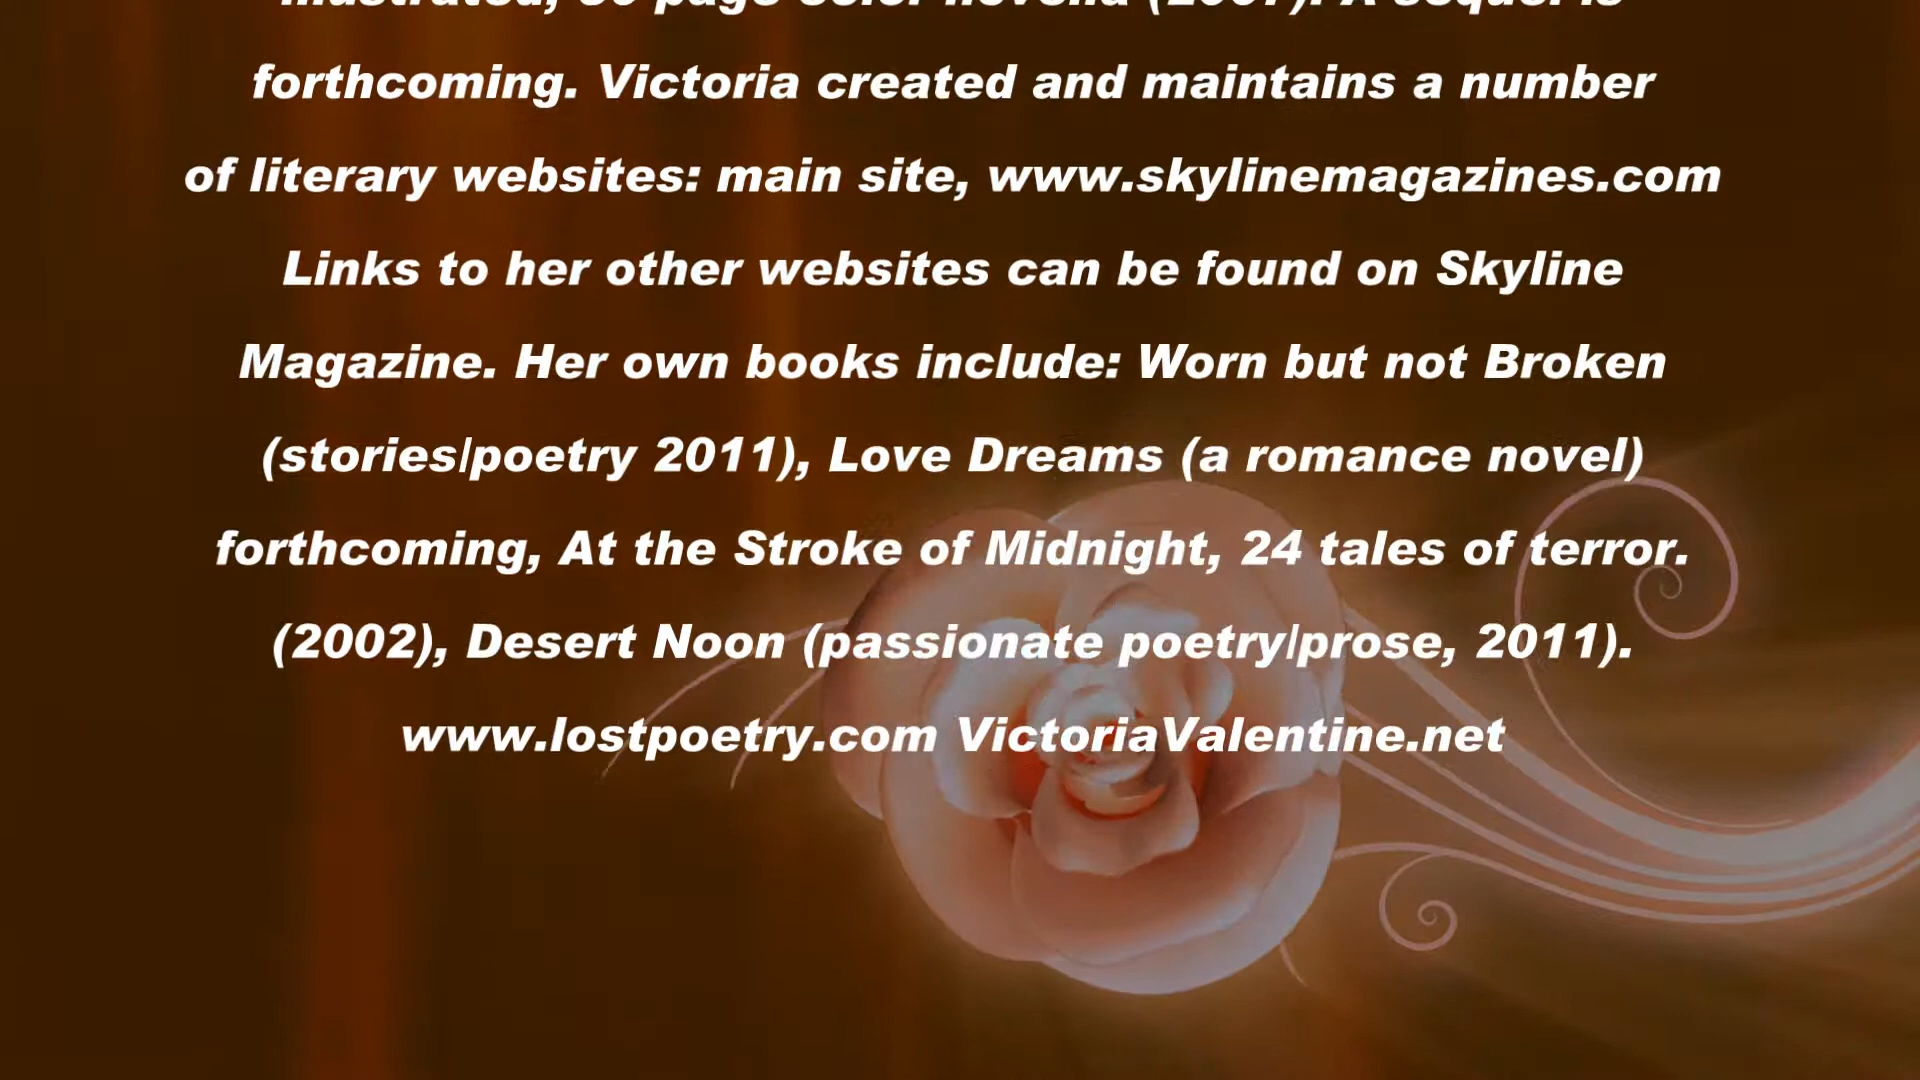 forthcoming. Victoria created and maintains a number
of literary websites: main site, www.skylinemagazines.com
Links to her other websites can be found on Skyline
Magazine. Her own books include: Worn but not Broken
(stories/poetry 2011), Love Dreams (a romance novel)
forthcoming, At the Stroke of Midnight, 24 tales of terror.
(2002), Desert Noon (passionate poetry/prose, 2011).
www.lostpoetry.com VictoriaValentine.net